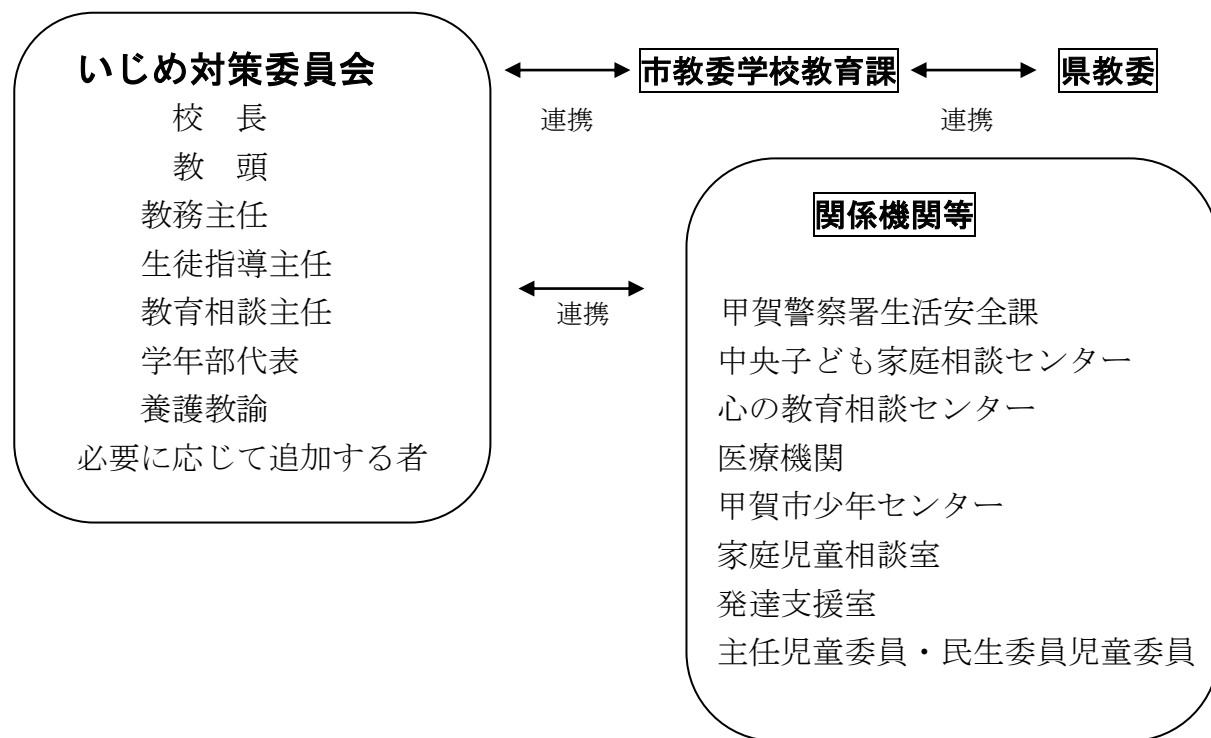 いじめ対策委員会
校　長
教　頭
教務主任
生徒指導主任
教育相談主任
学年部代表
養護教諭
必要に応じて追加する者
連携
市教委学校教育課
連携
県教委
連携
関係機関等
甲賀警察署生活安全課
中央子ども家庭相談センター
心の教育相談センター
医療機関
甲賀市少年センター
家庭児童相談室
発達支援室
主任児童委員・民生委員児童委員